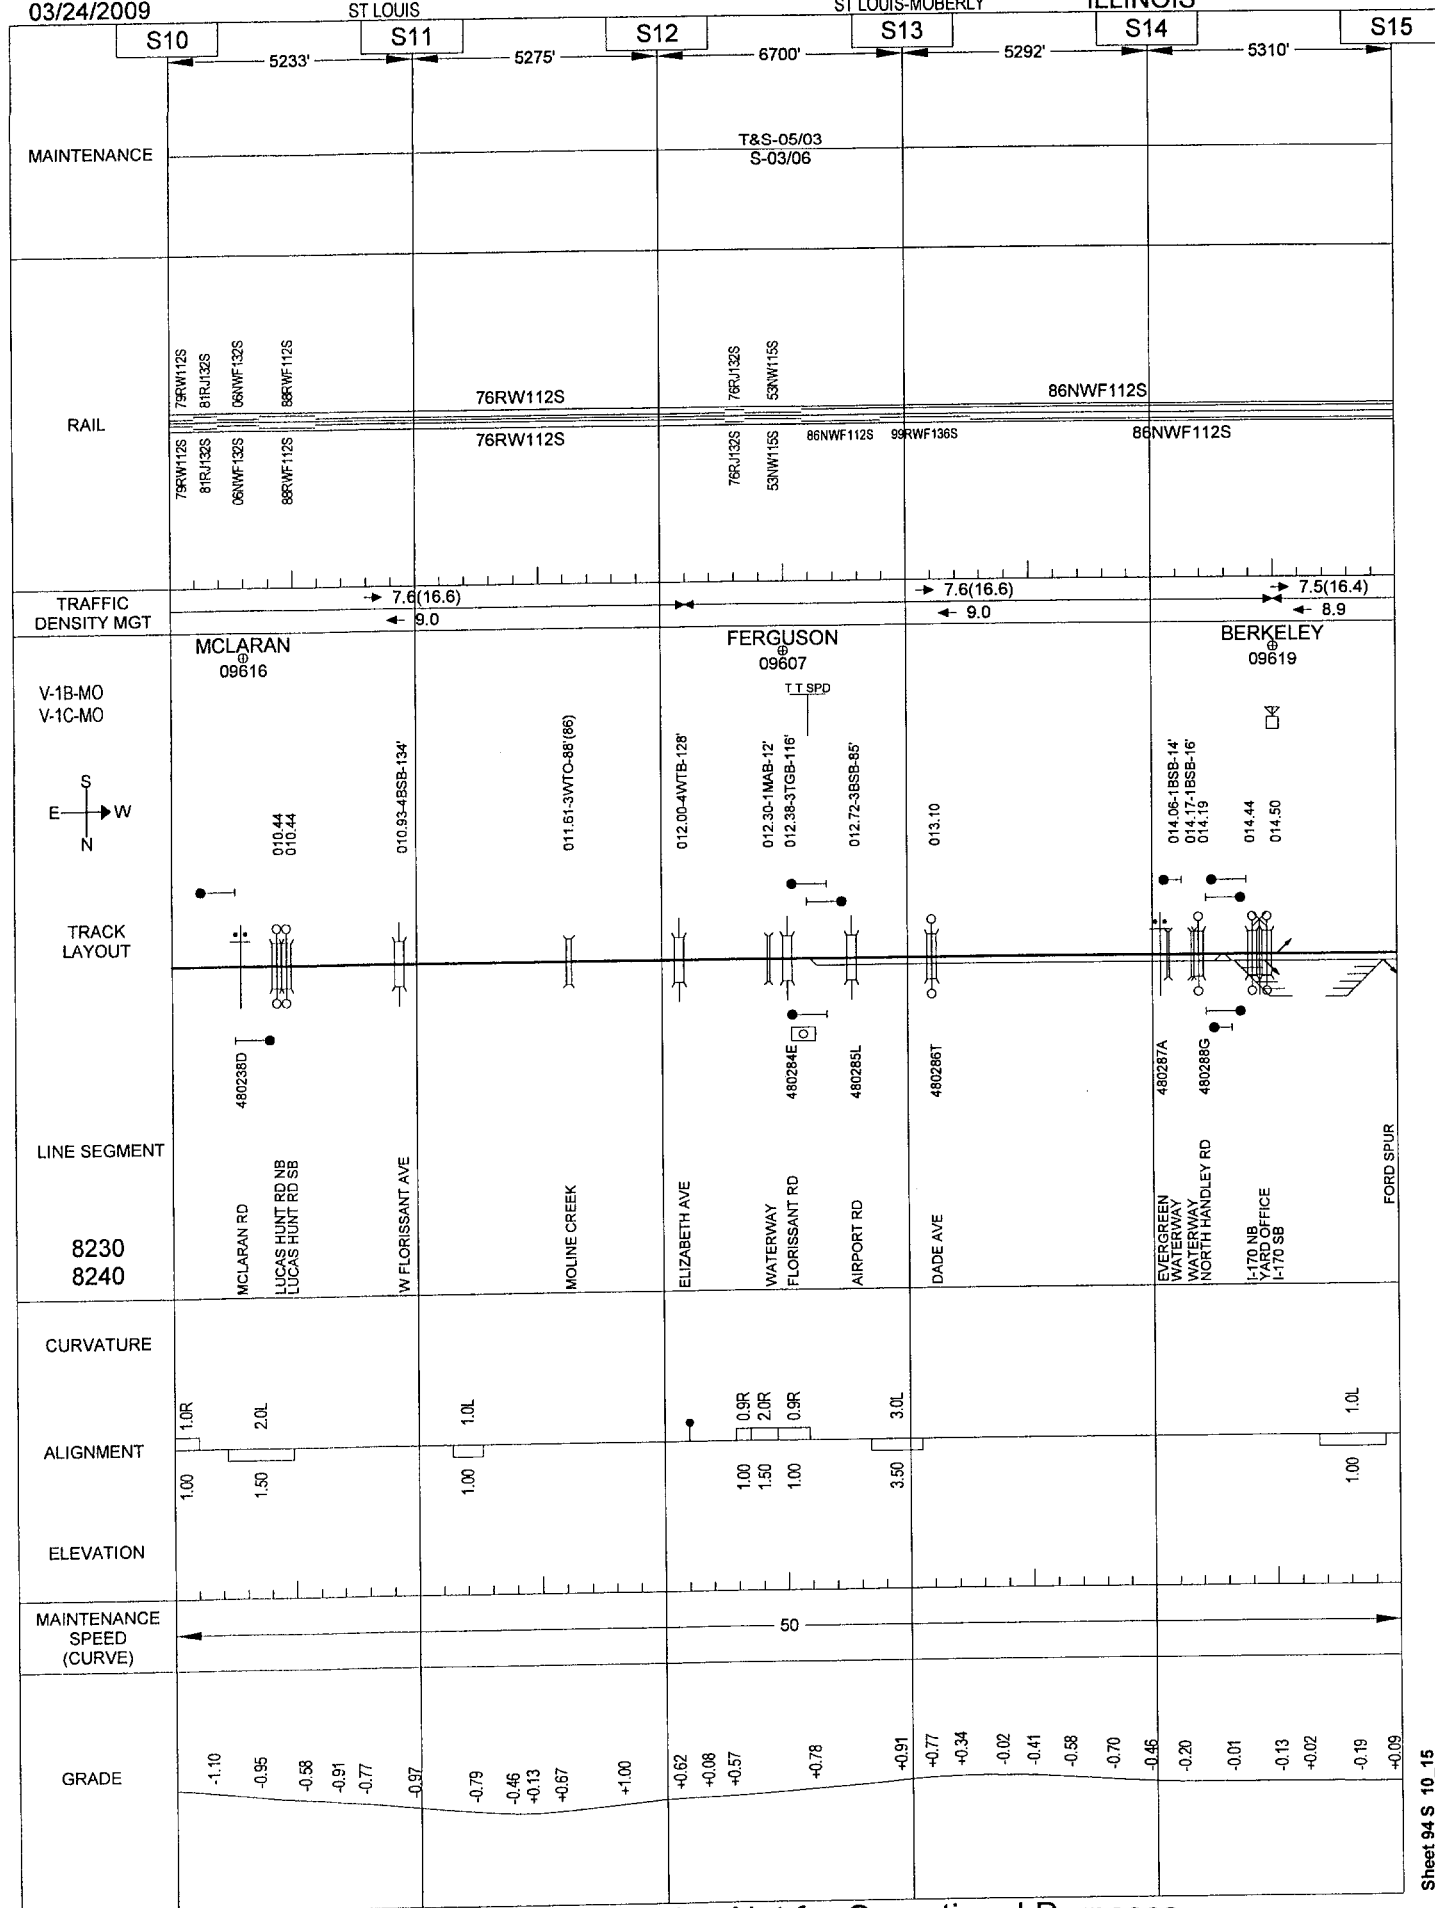 03/24/2009
ST LOUIS
ST LOUIS-MOBERLY
ILLINOIS
S10
S11
S12
S13
S14
S15
5233'
5275'
6700'
5292'
5310'
MAINTENANCE
T&S-05/03
S-03/06
RAIL
79RW112S
81RJ132S
06NWF132S
88RWF112S
76RW112S
76RJ132S
53NW115S
86NWF112S
79RW112S
81RJ132S
06NWF132S
88RWF112S
76RW112S
76RJ132S
53NW115S
86NWF112S
99RWF136S
86NWF112S
TRAFFIC
DENSITY MGT
7.6(16.6)
9.0
7.6(16.6)
9.0
7.5(16.4)
8.9
MCLARAN
09616
FERGUSON
09607
BERKELEY
09619
V-1B-MO
V-1C-MO
T T SPD
S
E
W
N
010.44
010.44
010.93-4BSB-134'
011.61-3WTO-88'(86)
012.00-4WTB-128'
012.30-1MAB-12'
012.38-3TGB-116'
012.72-3BSB-85'
013.10
014.06-1BSB-14'
014.17-1BSB-16'
014.19
014.44
014.50
TRACK
LAYOUT
480238D
480284E
480285L
480286T
480287A
480288G
LINE SEGMENT
8230
8240
MCLARAN RD
LUCAS HUNT RD NB
LUCAS HUNT RD SB
W FLORISSANT AVE
MOLINE CREEK
ELIZABETH AVE
WATERWAY
FLORISSANT RD
AIRPORT RD
DADE AVE
EVERGREEN
WATERWAY
WATERWAY
NORTH HANDLEY RD
I-170 NB
YARD OFFICE
I-170 SB
FORD SPUR
CURVATURE
1.0R
2.0L
1.0L
0.9R
2.0R
0.9R
3.0L
1.0L
ALIGNMENT
1.00
1.50
1.00
1.00
1.50
1.00
3.50
1.00
ELEVATION
MAINTENANCE
SPEED
(CURVE)
50
GRADE
-1.10
-0.95
-0.58
-0.91
-0.77
-0.97
-0.79
-0.46
+0.13
+0.67
+1.00
+0.62
+0.08
+0.57
+0.78
+0.91
+0.77
+0.34
-0.02
-0.41
-0.58
-0.70
-0.46
-0.20
-0.01
-0.13
+0.02
-0.19
+0.09
Sheet 94 S 10_15